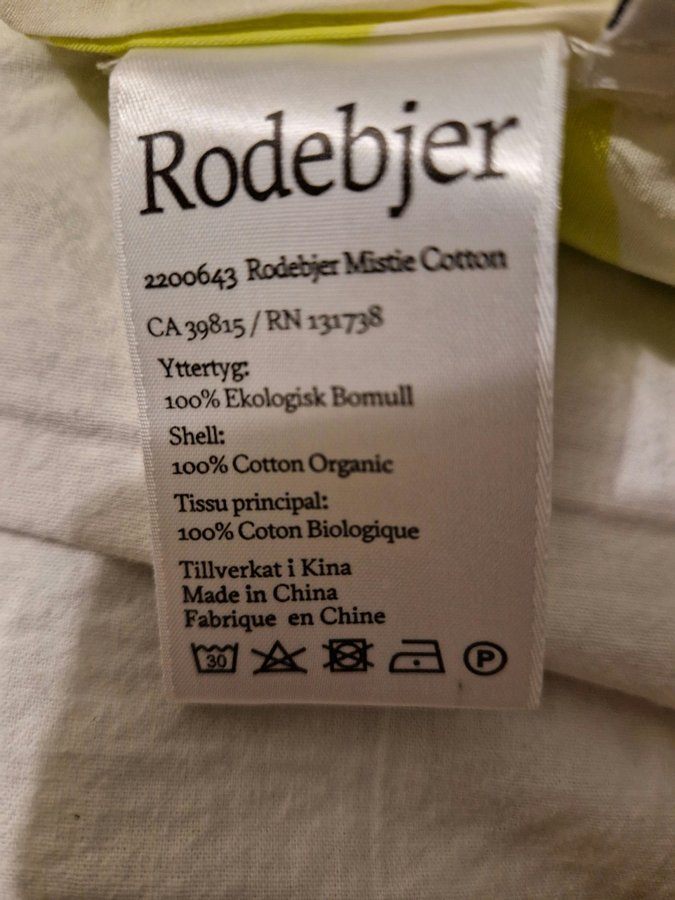 Rodebjer
2200643 Rodebjer Mistie Cotton
CA 39815 / RN 131738
Yttertyg:
100% Ekologisk Bomull
Shell:
100% Cotton Organic
Tissu principal:
100% Coton Biologique
Tillverkat i Kina
Made in China
Fabrique en Chine
30 P